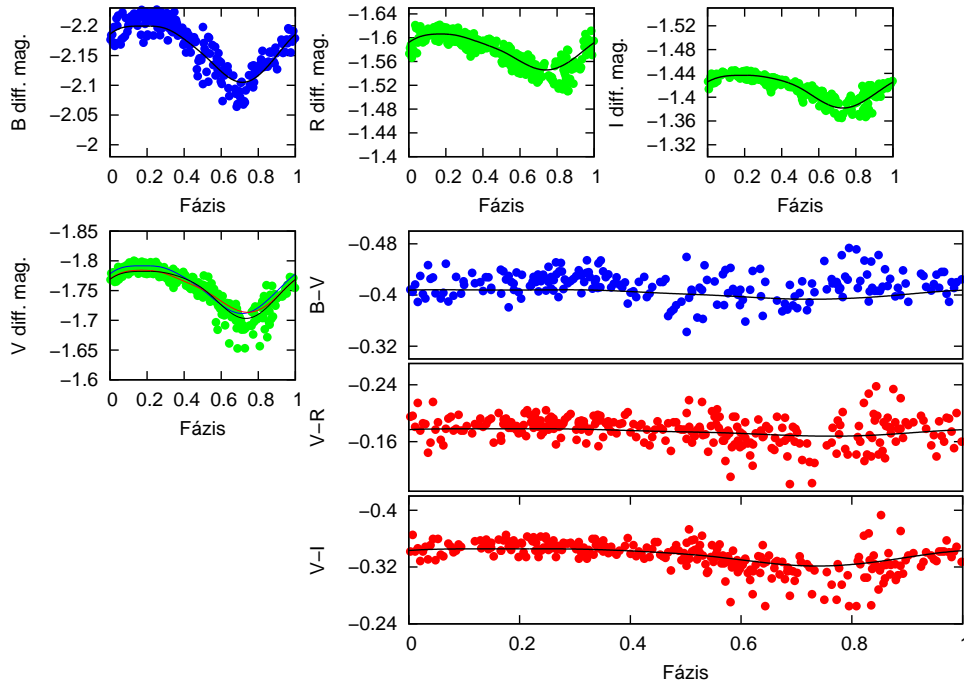 B diff. mag.
−2.2
−2.15
−2.1
−2.05
−2
0 0.2 0.4 0.6 0.8 1
Fázis
R diff. mag.
−1.64
−1.6
−1.56
−1.52
−1.48
−1.44
−1.4
0 0.2 0.4 0.6 0.8 1
Fázis
I diff. mag.
−1.52
−1.48
−1.44
−1.4
−1.36
−1.32
0 0.2 0.4 0.6 0.8 1
Fázis
V diff. mag.
−1.85
−1.8
−1.75
−1.7
−1.65
−1.6
0 0.2 0.4 0.6 0.8 1
Fázis
B−V
−0.48
−0.4
−0.32
V−R
−0.24
−0.16
V−I
−0.4
−0.32
−0.24
0 0.2 0.4 0.6 0.8 1
Fázis